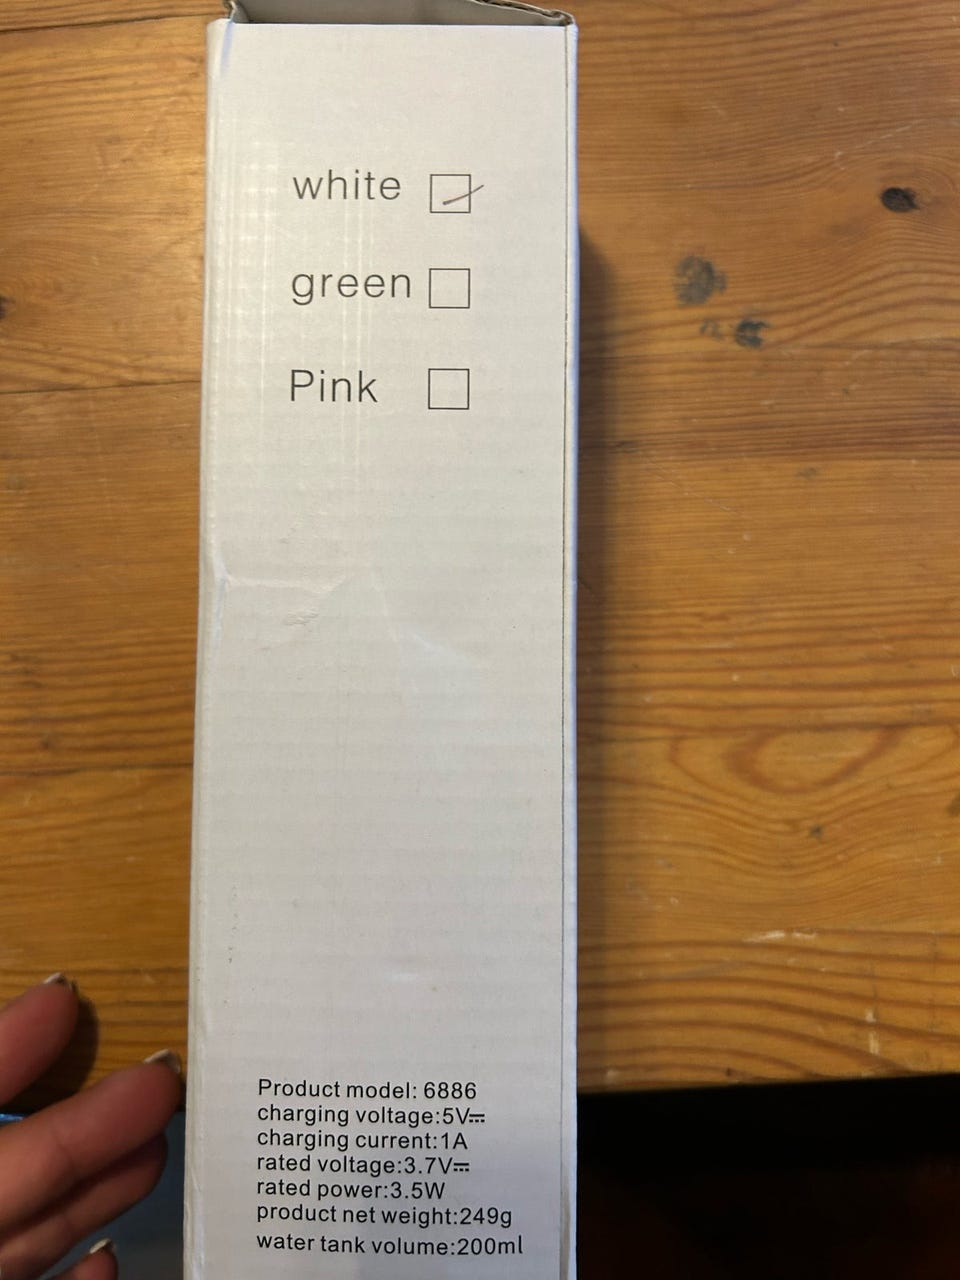 white
green
Pink
Product model: 6886
charging voltage:5V⎓
charging current:1A
rated voltage:3.7V⎓
rated power:3.5W
product net weight:249g
water tank volume:200ml